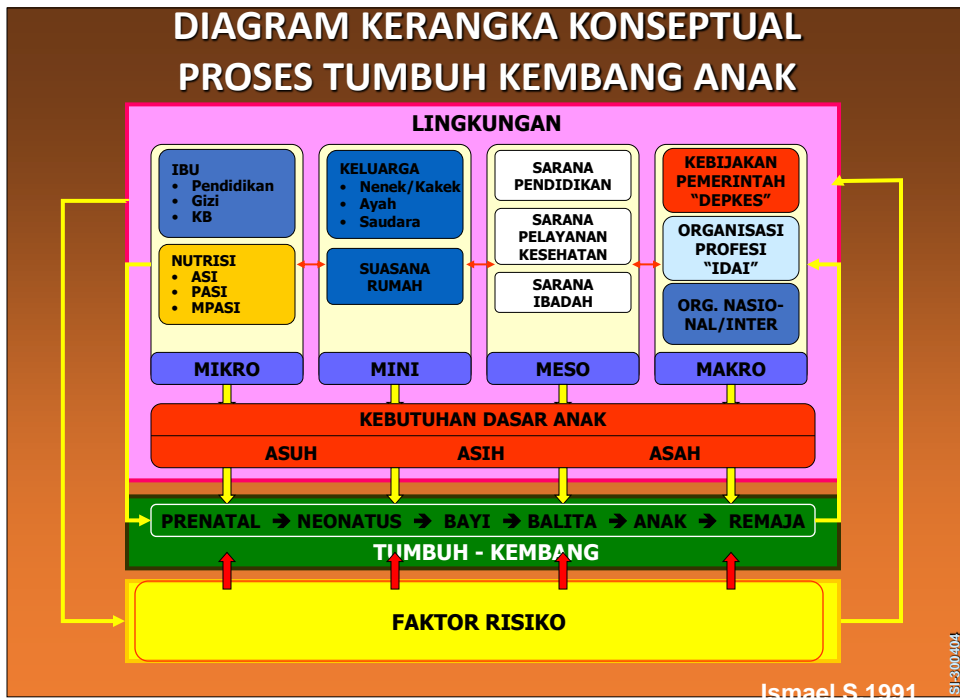 DIAGRAM KERANGKA KONSEPTUAL
PROSES TUMBUH KEMBANG ANAK
LINGKUNGAN
IBU
• Pendidikan
• Gizi
• KB
NUTRISI
• ASI
• PASI
• MPASI
MIKRO
KELUARGA
• Nenek/Kakek
• Ayah
• Saudara
SUASANA
RUMAH
MINI
SARANA
PENDIDIKAN
SARANA
PELAYANAN
KESEHATAN
SARANA
IBADAH
MESO
KEBIJAKAN
PEMERINTAH
“DEPKES”
ORGANISASI
PROFESI
“IDAI”
ORG. NASIO-
NAL/INTER
MAKRO
KEBUTUHAN DASAR ANAK
ASUH ASIH ASAH
PRENATAL ➔ NEONATUS ➔ BAYI ➔ BALITA ➔ ANAK ➔ REMAJA
TUMBUH - KEMBANG
FAKTOR RISIKO
Ismael S,1991
SI-300404